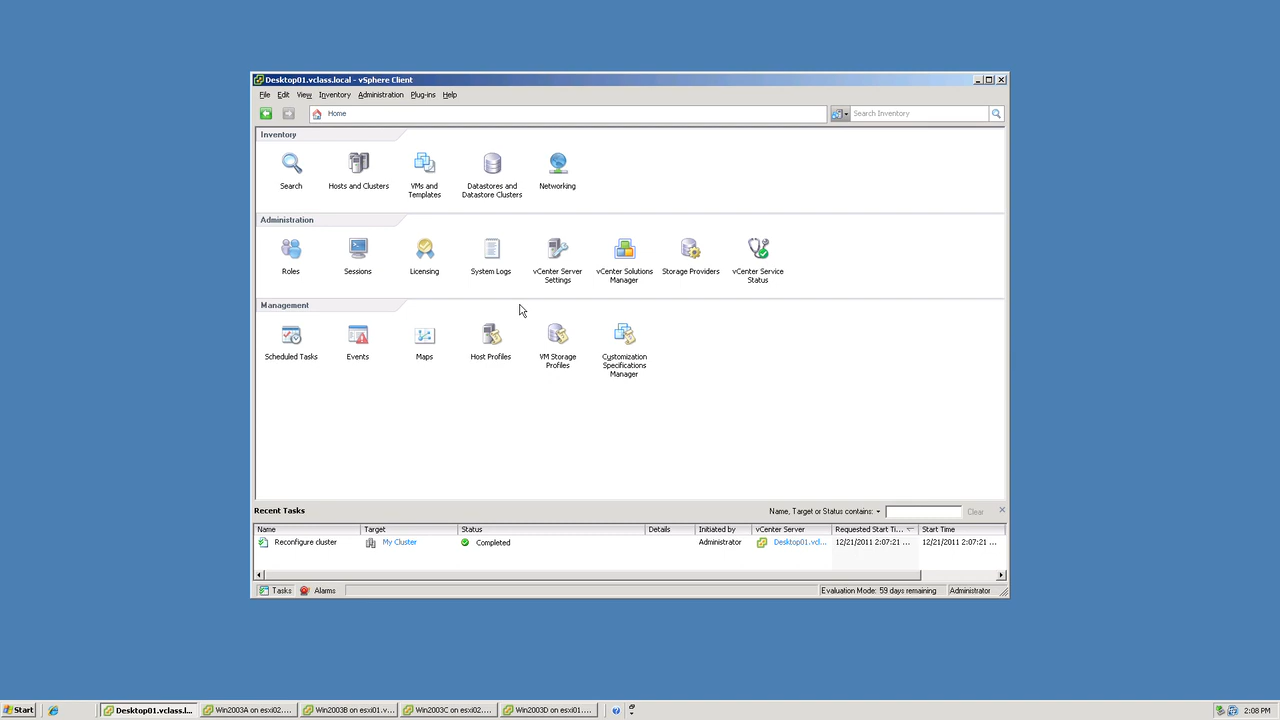 Desktop01.vclass.local - vSphere Client
File Edit View Inventory Administration Plug-ins Help
Home
Search Inventory
Inventory
Search
Hosts and Clusters
VMs and
Templates
Datastores and
Datastore Clusters
Networking
Administration
Roles
Sessions
Licensing
System Logs
vCenter Server
Settings
vCenter Solutions
Manager
Storage Providers
vCenter Service
Status
Management
Scheduled Tasks
Events
Maps
Host Profiles
VM Storage
Profiles
Customization
Specifications
Manager
Recent Tasks
Name, Target or Status contains:
Clear
Name Target Status Details Initiated by vCenter Server Requested Start Ti... Start Time
Reconfigure cluster My Cluster Completed Administrator Desktop01.vcl... 12/21/2011 2:07:21 ... 12/21/2011 2:07:21 ...
Tasks Alarms
Evaluation Mode: 59 days remaining Administrator
Start Desktop01.vclass.l... Win2003A on esxi02.... Win2003B on esxi01.v... Win2003C on esxi02.... Win2003D on esxi01.... 2:08 PM